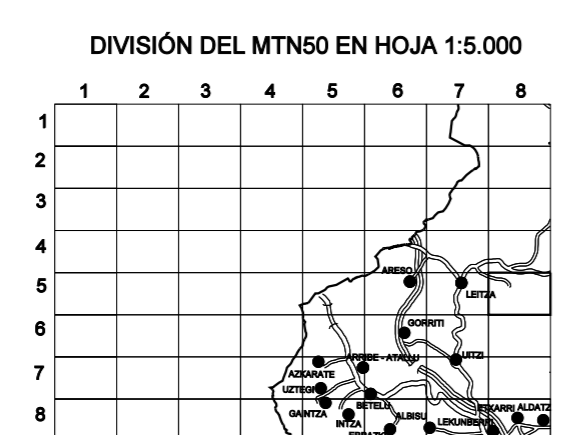 DIVISIÓN DEL MTN50 EN HOJA 1:5.000
1 2 3 4 5 6 7 8
1
2
3
4
ARESO
5
LEITZA
6
GORRITI
ARRIBE - ATALLU
UITZI
7
AZKARATE
UZTEGI
BETELU
ETXARRI ALDATZ
8
GAINTZA
ALBISU
INTZA
LEKUNBERRI